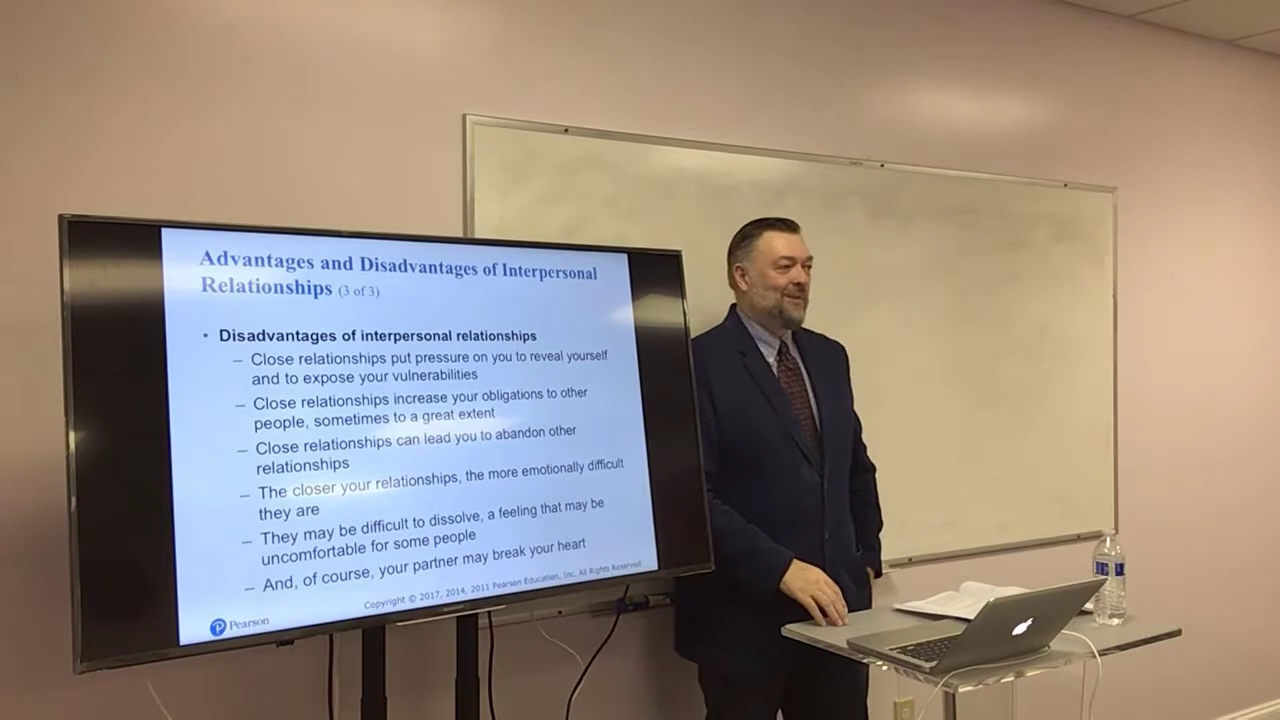 Advantages and Disadvantages of Interpersonal
Relationships (3 of 3)
• Disadvantages of interpersonal relationships
– Close relationships put pressure on you to reveal yourself
and to expose your vulnerabilities
– Close relationships increase your obligations to other
people, sometimes to a great extent
– Close relationships can lead you to abandon other
relationships
– The closer your relationships, the more emotionally difficult
they are
– They may be difficult to dissolve, a feeling that may be
uncomfortable for some people
– And, of course, your partner may break your heart
Copyright © 2017, 2014, 2011 Pearson Education, Inc. All Rights Reserved
Pearson